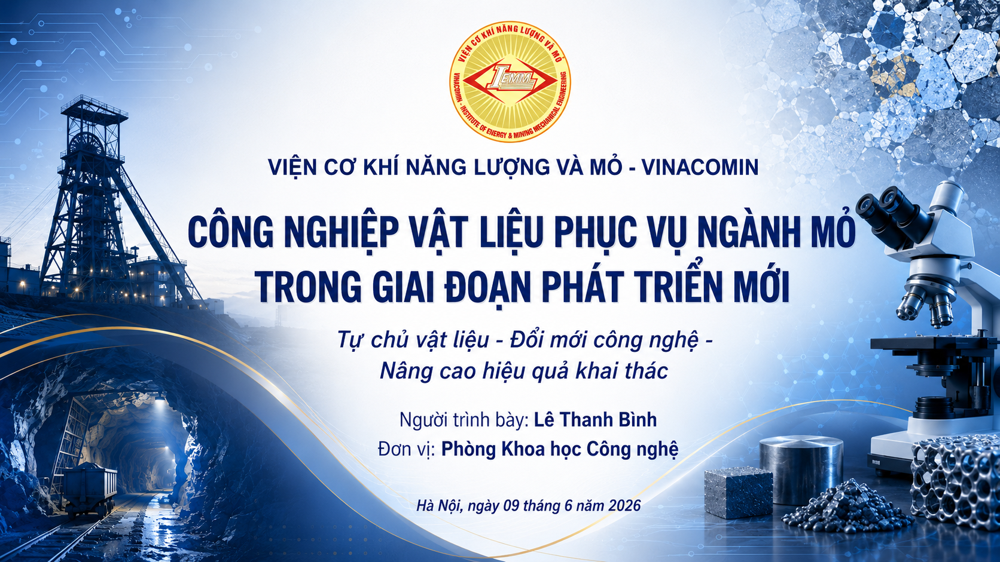 VIỆN CƠ KHÍ NĂNG LƯỢNG VÀ MỎ
IEMM
VINACOMIN - INSTITUTE OF ENERGY & MINING MECHANICAL ENGINEERING
VIỆN CƠ KHÍ NĂNG LƯỢNG VÀ MỎ - VINACOMIN
CÔNG NGHIỆP VẬT LIỆU PHỤC VỤ NGÀNH MỎ
TRONG GIAI ĐOẠN PHÁT TRIỂN MỚI
Tự chủ vật liệu - Đổi mới công nghệ -
Nâng cao hiệu quả khai thác
Người trình bày: Lê Thanh Bình
Đơn vị: Phòng Khoa học Công nghệ
Hà Nội, ngày 09 tháng 6 năm 2026